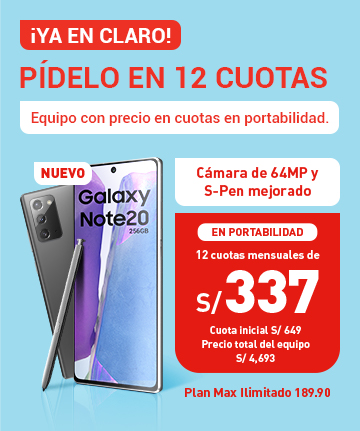 ¡YA EN CLARO!
PÍDELO EN 12 CUOTAS
Equipo con precio en cuotas en portabilidad.
NUEVO
Galaxy
Note20
256GB
Cámara de 64MP y
S-Pen mejorado
EN PORTABILIDAD
12 cuotas mensuales de
S/337
Cuota inicial S/ 649
Precio total del equipo
S/ 4,693
Plan Max Ilimitado 189.90